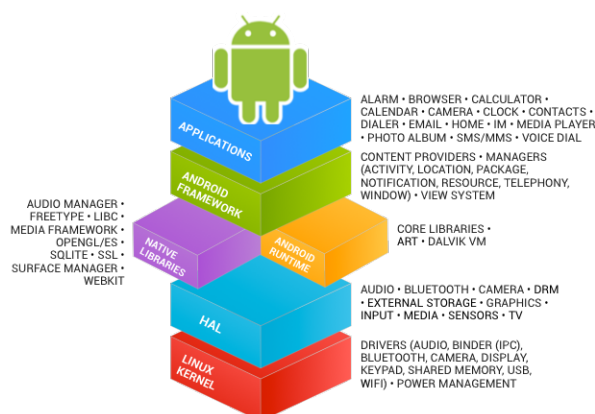 APPLICATIONS
ALARM • BROWSER • CALCULATOR •
CALENDAR • CAMERA • CLOCK • CONTACTS •
DIALER • EMAIL • HOME • IM • MEDIA PLAYER
• PHOTO ALBUM • SMS/MMS • VOICE DIAL
ANDROID
FRAMEWORK
CONTENT PROVIDERS • MANAGERS
(ACTIVITY, LOCATION, PACKAGE,
NOTIFICATION, RESOURCE, TELEPHONY,
WINDOW) • VIEW SYSTEM
AUDIO MANAGER •
FREETYPE • LIBC •
MEDIA FRAMEWORK •
OPENGL/ES •
SQLITE • SSL •
SURFACE MANAGER •
WEBKIT
NATIVE
LIBRARIES
ANDROID
RUNTIME
CORE LIBRARIES •
ART • DALVIK VM
HAL
AUDIO • BLUETOOTH • CAMERA • DRM
• EXTERNAL STORAGE • GRAPHICS •
INPUT • MEDIA • SENSORS • TV
LINUX
KERNEL
DRIVERS (AUDIO, BINDER (IPC),
BLUETOOTH, CAMERA, DISPLAY,
KEYPAD, SHARED MEMORY, USB,
WIFI) • POWER MANAGEMENT